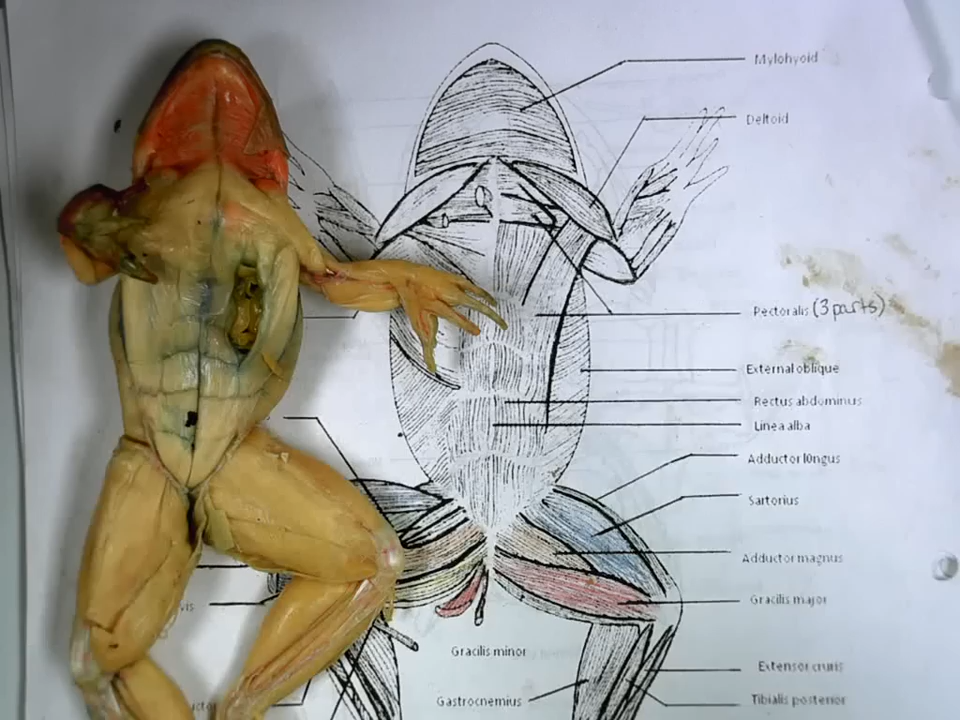 Mylohyoid
Deltoid
Pectoralis (3 parts)
External oblique
Rectus abdominus
Linea alba
Adductor longus
Sartorius
Adductor magnus
Gracilis major
vis
Gracilis minor
Extensor cruris
Gastrocnemius
Tibialis posterior